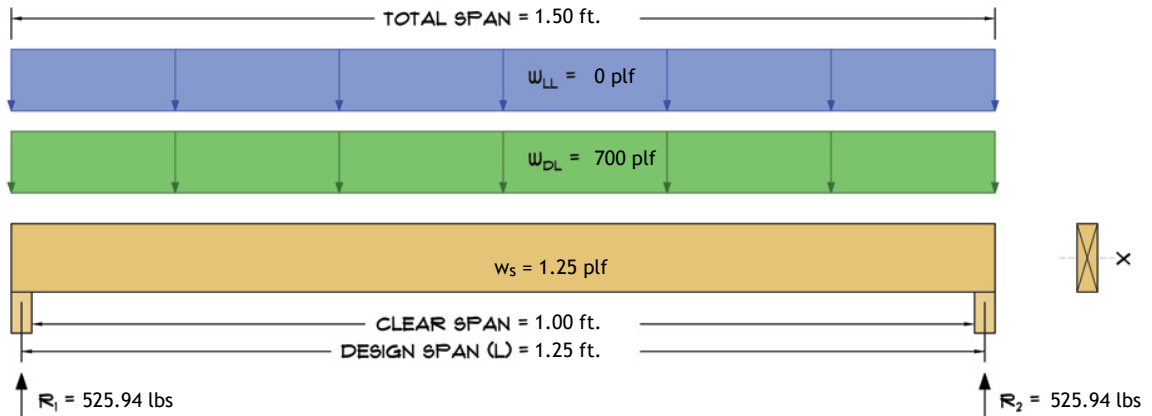 TOTAL SPAN = 1.50 ft.
WLL = 0 plf
WDL = 700 plf
ws = 1.25 plf
X
CLEAR SPAN = 1.00 ft.
DESIGN SPAN (L) = 1.25 ft.
R1 = 525.94 lbs
R2 = 525.94 lbs